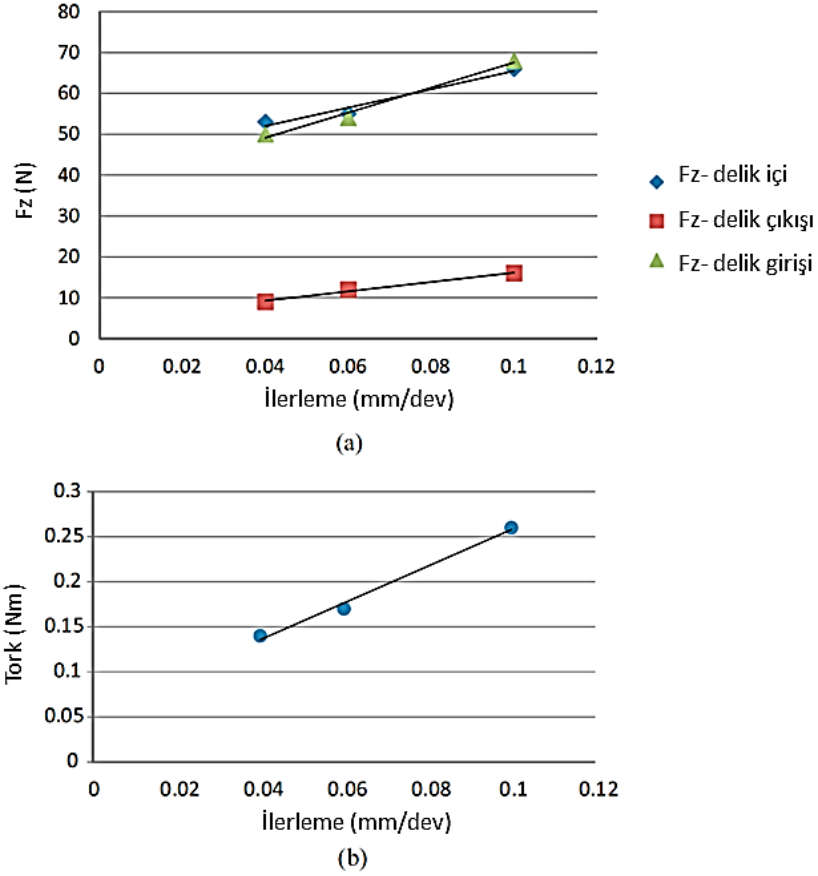 80
70
60
50
40
30
20
10
0
Fz (N)
0 0.02 0.04 0.06 0.08 0.1 0.12
İlerleme (mm/dev)
Fz- delik içi
Fz- delik çıkışı
Fz- delik girişi
(a)
0.3
0.25
0.2
0.15
0.1
0.05
0
Tork (Nm)
0 0.02 0.04 0.06 0.08 0.1 0.12
İlerleme (mm/dev)
(b)